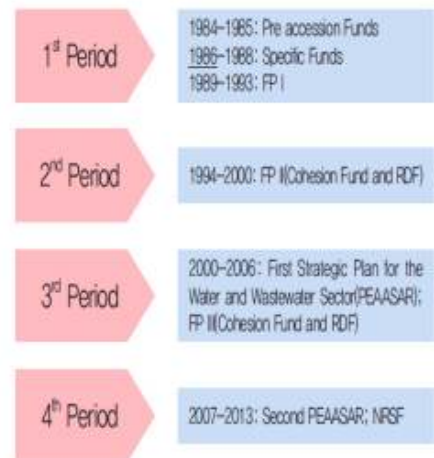 1st Period
1984-1985: Pre accession Funds
1986-1988: Specific Funds
1989-1993: FP I
2nd Period
1994-2000: FP II(Cohesion Fund and RDF)
3rd Period
2000-2006: First Strategic Plan for the
Water and Wastewater Sector(PEAASAR);
FP III(Cohesion Fund and RDF)
4th Period
2007-2013: Second PEAASAR; NRSF